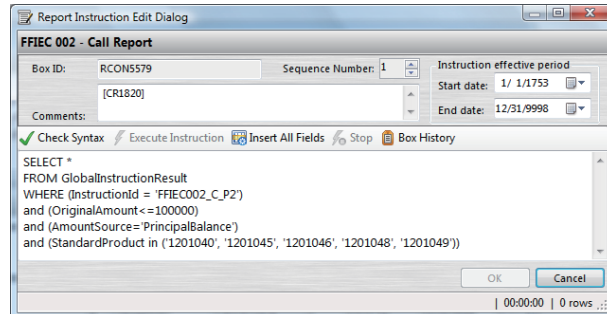 Report Instruction Edit Dialog
FFIEC 002 - Call Report
Box ID: RCON5579 Sequence Number: 1 Instruction effective period
Start date: 1/ 1/1753
[CR1820]
Comments: End date: 12/31/9998
Check Syntax Execute Instruction Insert All Fields Stop Box History
SELECT *
FROM GlobalInstructionResult
WHERE (InstructionId = 'FFIEC002_C_P2')
and (OriginalAmount<=100000)
and (AmountSource='PrincipalBalance')
and (StandardProduct in ('1201040', '1201045', '1201046', '1201048', '1201049'))
OK Cancel
| 00:00:00 | 0 rows